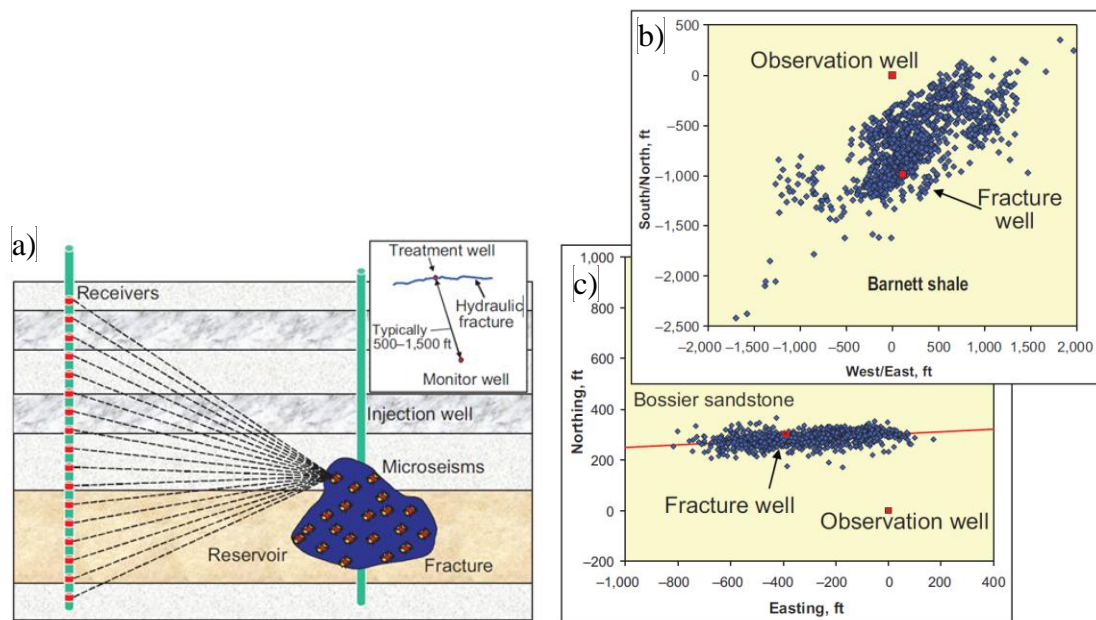 a)
Receivers
Treatment well
Hydraulic
fracture
Typically
500–1,500 ft
Monitor well
Injection well
Microseisms
Reservoir
Fracture
b)
500
0
–500
–1,000
–1,500
–2,000
–2,500
South/North, ft
Observation well
Fracture
well
Barnett shale
–2,000
–1,500
–1,000
–500
0
500
1,000
1,500
2,000
West/East, ft
c)
1,000
800
600
400
200
0
–200
Northing, ft
Bossier sandstone
Fracture well
Observation well
–1,000
–800
–600
–400
–200
0
200
400
Easting, ft